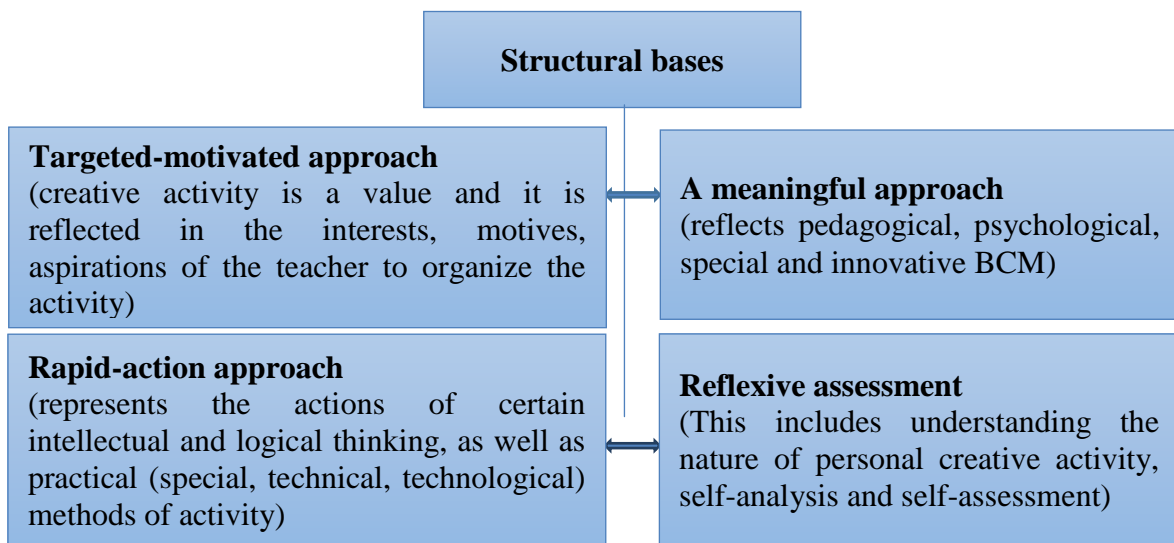 Structural bases
Targeted-motivated approach
(creative activity is a value and it is
reflected in the interests, motives,
aspirations of the teacher to organize the
activity)
A meaningful approach
(reflects pedagogical, psychological,
special and innovative BCM)
Rapid-action approach
(represents the actions of certain
intellectual and logical thinking, as well as
practical (special, technical, technological)
methods of activity)
Reflexive assessment
(This includes understanding the
nature of personal creative activity,
self-analysis and self-assessment)